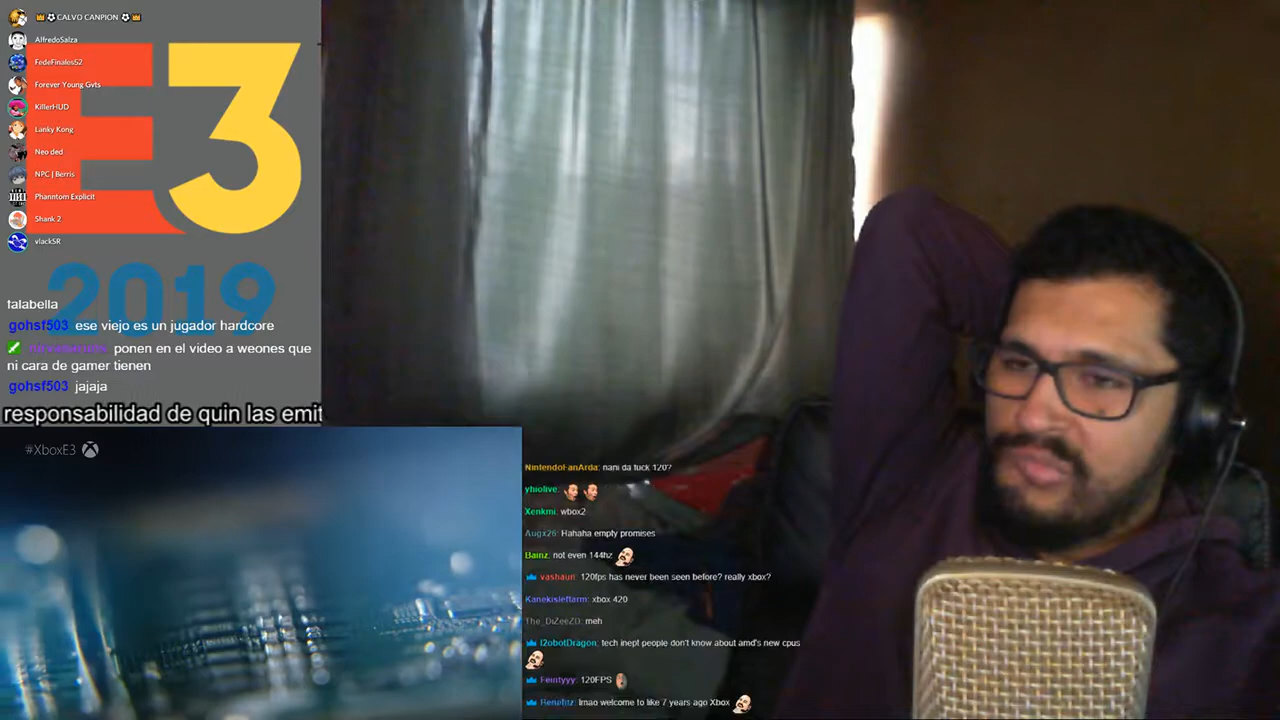 CALVO CANPION
AlfredoSalza
FedeFinales52
Forever Young Gvts
KillerHUD
Lanky Kong
Neo ded
NPC | Berris
Phanntom Explicit
Shank 2
vlackSR
E3
2019
talabella
gohsf503 ese viejo es un jugador hardcore
ponen en el video a weones que
ni cara de gamer tienen
gohsf503 jajaja
responsabilidad de quin las emit
#XboxE3
NintendoFanArda: nani da fuck 120?
yhiolive:
Xenkmi: wbox2
Augx26: Hahaha empty promises
Bainz: not even 144hz
vashaun: 120fps has never been seen before? really xbox?
Kanekisleftarm: xbox 420
The_DiZeeZD: meh
I2obotDragon: tech inept people don't know about amd's new cpus
Feintyyy: 120FPS
Benefitz: lmao welcome to like 7 years ago Xbox